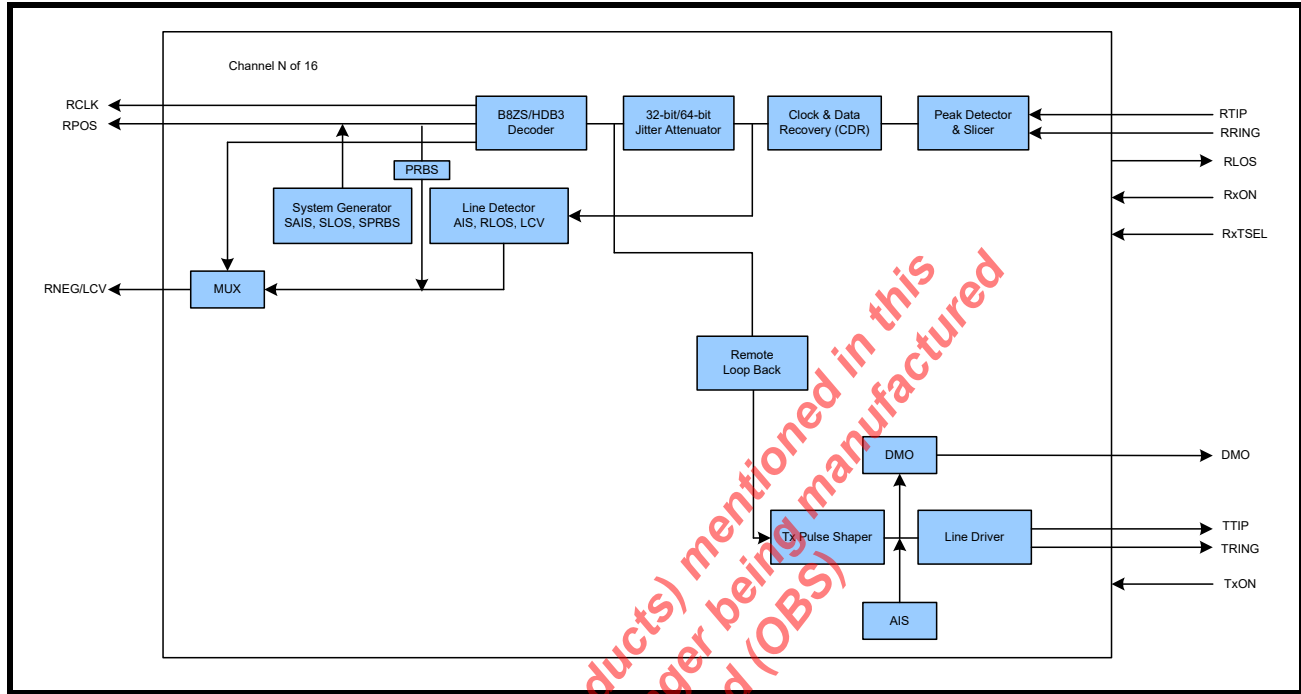 Channel N of 16
RCLK
RPOS
B8ZS/HDB3
Decoder
32-bit/64-bit
Jitter Attenuator
Clock & Data
Recovery (CDR)
Peak Detector
& Slicer
RTIP
RRING
RLOS
PRBS
System Generator
SAIS, SLOS, SPRBS
Line Detector
AIS, RLOS, LCV
RxON
RxTSEL
RNEG/LCV
MUX
Remote
Loop Back
DMO
DMO
Tx Pulse Shaper
Line Driver
TTIP
TRING
TxON
AIS
ducts) mentioned in this
ger being manufactured
d (OBS)